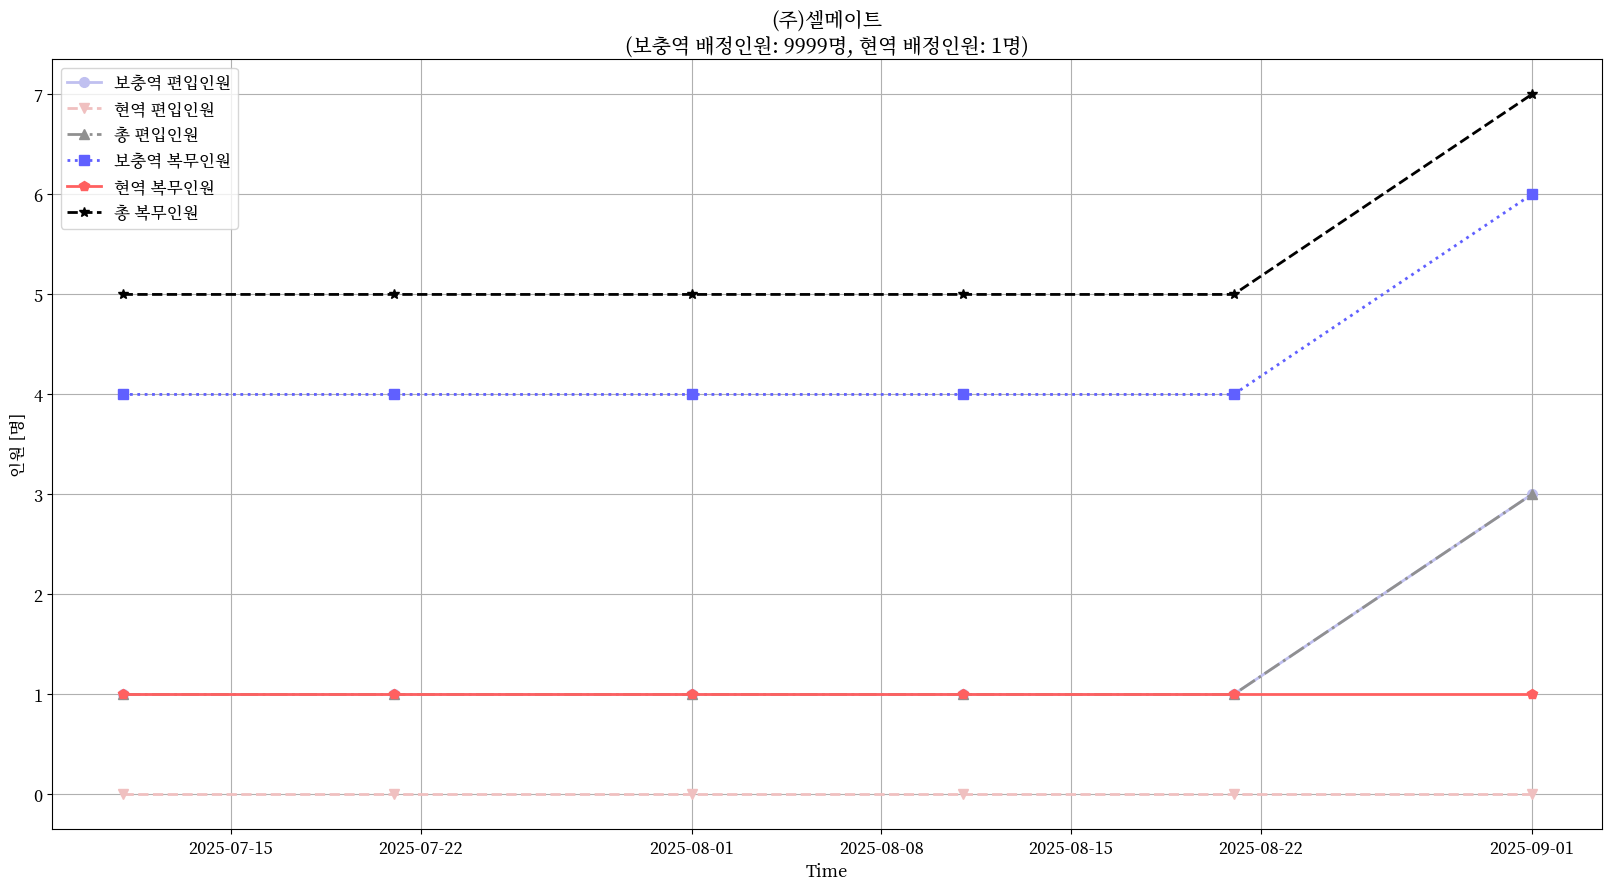 (주)셀메이트
(보충역 배정인원: 9999명, 현역 배정인원: 1명)
보충역 편입인원
현역 편입인원
총 편입인원
보충역 복무인원
현역 복무인원
총 복무인원
인원 [명]
7
6
5
4
3
2
1
0
2025-07-15
2025-07-22
2025-08-01
2025-08-08
2025-08-15
2025-08-22
2025-09-01
Time